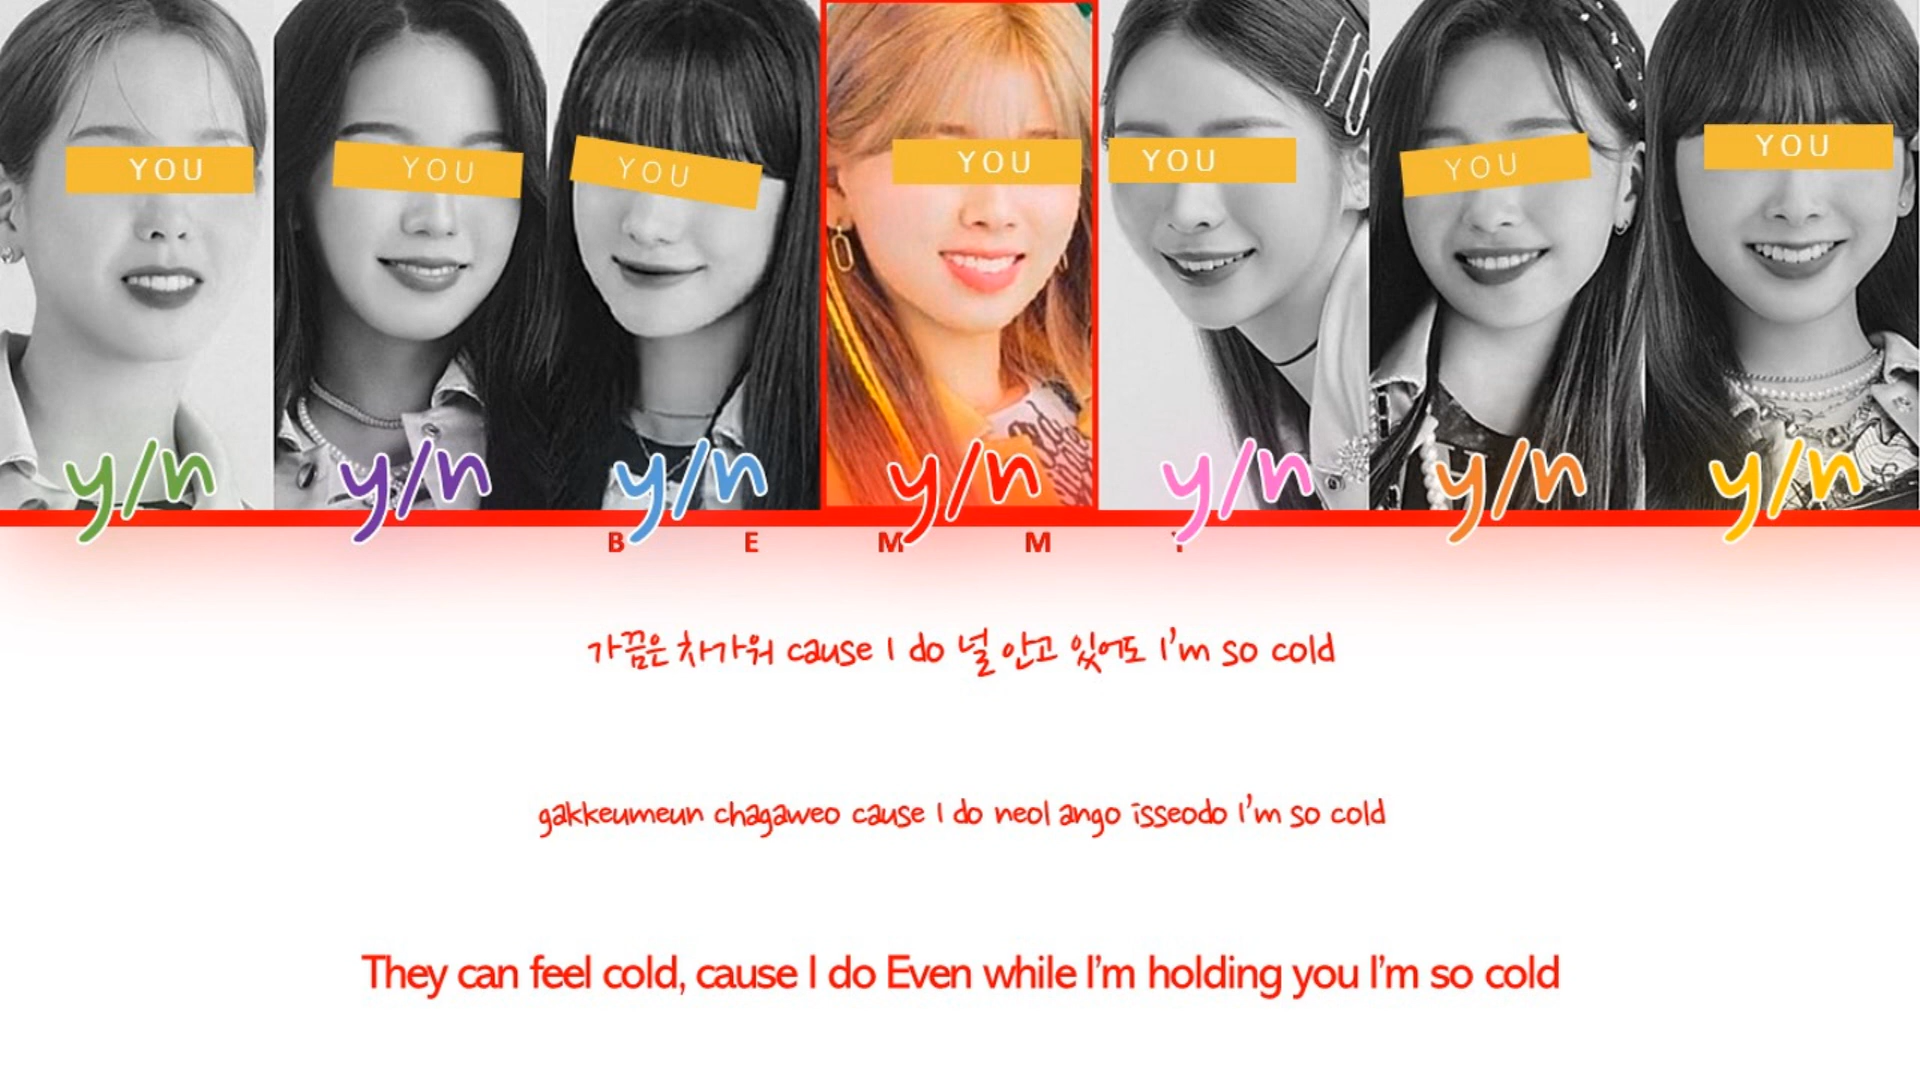 YOU YOU YOU YOU YOU YOU YOU
y/n y/n y/n y/n y/n y/n y/n
B E M M Y
가끔은 차가워 cause I do 널 안고 있어도 I'm so cold
gakkeumeun chagaweo cause I do neol ango isseodo I'm so cold
They can feel cold, cause I do Even while I'm holding you I'm so cold